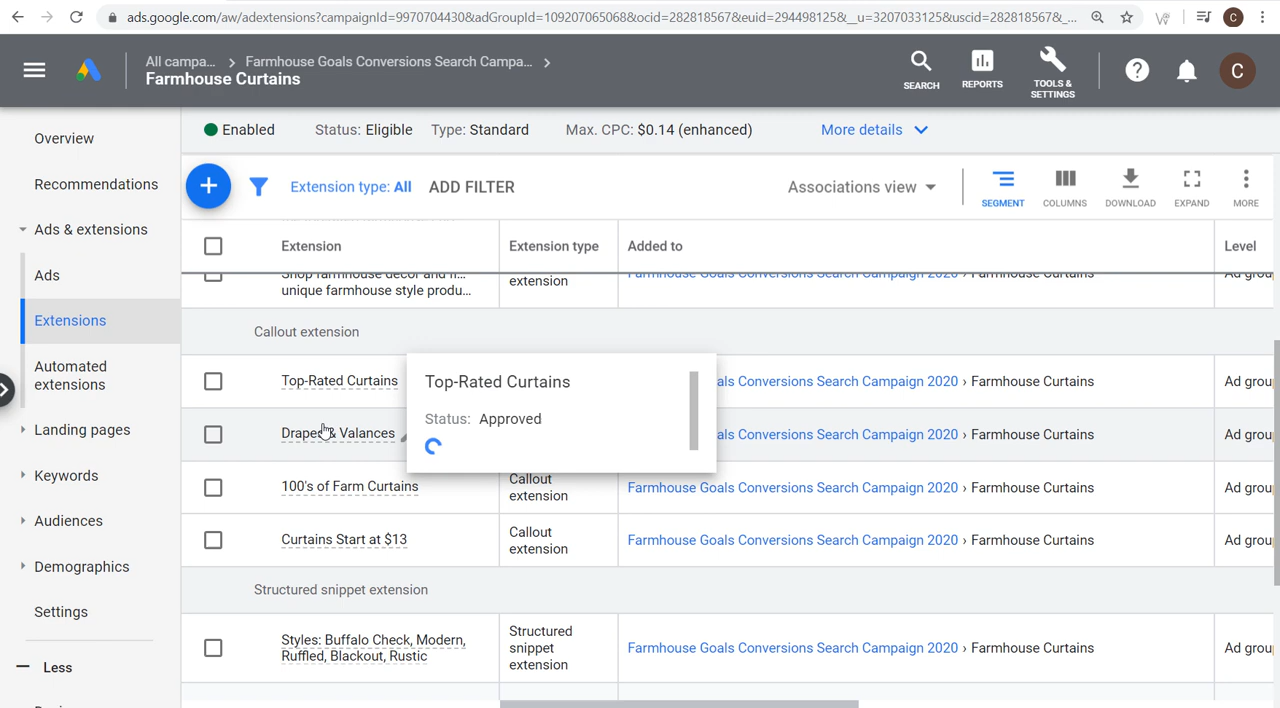 ads.google.com/aw/adextensions?campaignId=9970704430&adGroupId=109207065068&ocid=282818567&euid=294498125&__u=3207033125&uscid=282818567&_...
C
All campa... > Farmhouse Goals Conversions Search Campa... >
Farmhouse Curtains
SEARCH
REPORTS
TOOLS &
SETTINGS
C
Enabled Status: Eligible Type: Standard Max. CPC: $0.14 (enhanced) More details
Overview
Recommendations
Ads & extensions
Ads
Extensions
Automated
extensions
Landing pages
Keywords
Audiences
Demographics
Settings
Less
Extension type: All ADD FILTER Associations view
SEGMENT
COLUMNS
DOWNLOAD
EXPAND
MORE
Extension Extension type Added to Level
Shop farmhouse decor and fi...
unique farmhouse style produ...
extension
Farmhouse Goals Conversions Search Campaign 2020 > Farmhouse Curtains Ad grou
Callout extension
Top-Rated Curtains
als Conversions Search Campaign 2020 > Farmhouse Curtains Ad grou
Top-Rated Curtains
Status: Approved
Drapes & Valances
als Conversions Search Campaign 2020 > Farmhouse Curtains Ad grou
100's of Farm Curtains
Callout
extension
Farmhouse Goals Conversions Search Campaign 2020 > Farmhouse Curtains Ad grou
Curtains Start at $13
Callout
extension
Farmhouse Goals Conversions Search Campaign 2020 > Farmhouse Curtains Ad grou
Structured snippet extension
Styles: Buffalo Check, Modern,
Ruffled, Blackout, Rustic
Structured
snippet
extension
Farmhouse Goals Conversions Search Campaign 2020 > Farmhouse Curtains Ad grou